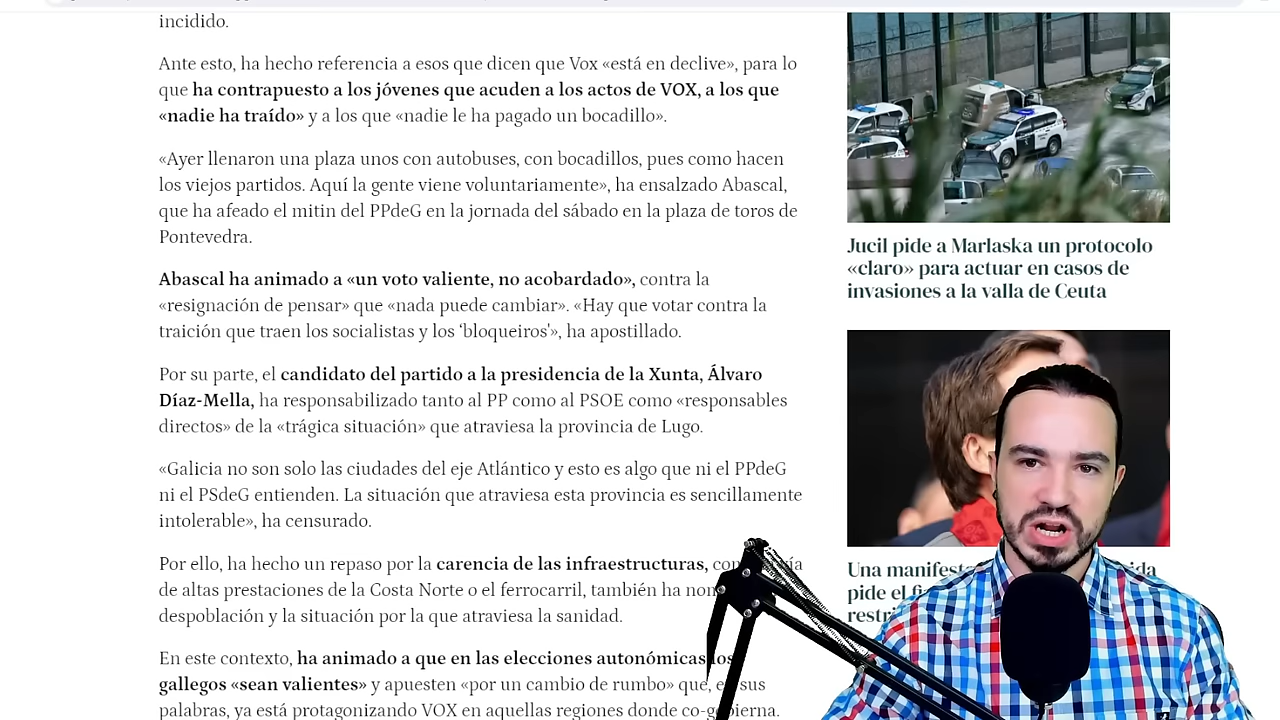 incidido.
Ante esto, ha hecho referencia a esos que dicen que Vox «está en declive», para lo
que ha contrapuesto a los jóvenes que acuden a los actos de VOX, a los que
«nadie ha traído» y a los que «nadie le ha pagado un bocadillo».
«Ayer llenaron una plaza unos con autobuses, con bocadillos, pues como hacen
los viejos partidos. Aquí la gente viene voluntariamente», ha ensalzado Abascal,
que ha afeado el mitin del PPdeG en la jornada del sábado en la plaza de toros de
Pontevedra.
Abascal ha animado a «un voto valiente, no acobardado», contra la
«resignación de pensar» que «nada puede cambiar». «Hay que votar contra la
traición que traen los socialistas y los ‘bloqueiros'», ha apostillado.
Por su parte, el candidato del partido a la presidencia de la Xunta, Álvaro
Díaz-Mella, ha responsabilizado tanto al PP como al PSOE como «responsables
directos» de la «trágica situación» que atraviesa la provincia de Lugo.
«Galicia no son solo las ciudades del eje Atlántico y esto es algo que ni el PPdeG
ni el PSdeG entienden. La situación que atraviesa esta provincia es sencillamente
intolerable», ha censurado.
Por ello, ha hecho un repaso por la carencia de las infraestructuras,
de altas prestaciones de la Costa Norte o el ferrocarril, también ha
despoblación y la situación por la que atraviesa la sanidad.
En este contexto, ha animado a que en las elecciones autonómicas los
gallegos «sean valientes» y apuesten «por un cambio de rumbo» que, en sus
palabras, ya está protagonizando VOX en aquellas regiones donde co-gobierna.
Jucil pide a Marlaska un protocolo
«claro» para actuar en casos de
invasiones a la valla de Ceuta
Una
pide el